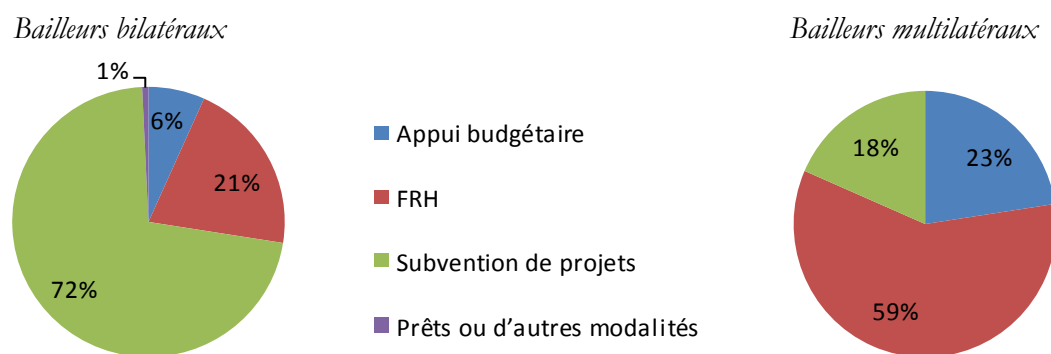 Bailleurs bilatéraux
1%
6%
21%
72%
Appui budgétaire
FRH
Subvention de projets
Prêts ou d’autres modalités
Bailleurs multilatéraux
18%
23%
59%